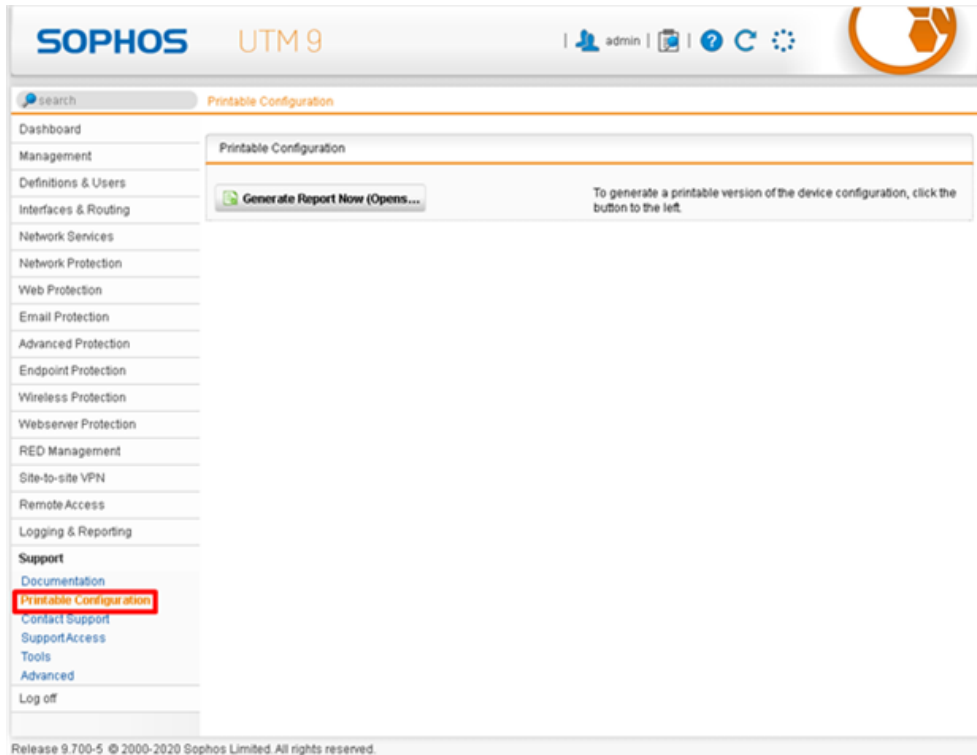 SOPHOS UTM 9
| admin | | ?
search
Printable Configuration
Dashboard
Management
Definitions & Users
Interfaces & Routing
Network Services
Network Protection
Web Protection
Email Protection
Advanced Protection
Endpoint Protection
Wireless Protection
Webserver Protection
RED Management
Site-to-site VPN
Remote Access
Logging & Reporting
Support
Documentation
Printable Configuration
Contact Support
Support Access
Tools
Advanced
Log off
Printable Configuration
Generate Report Now (Opens...
To generate a printable version of the device configuration, click the
button to the left.
Release 9.700-5 © 2000-2020 Sophos Limited. All rights reserved.